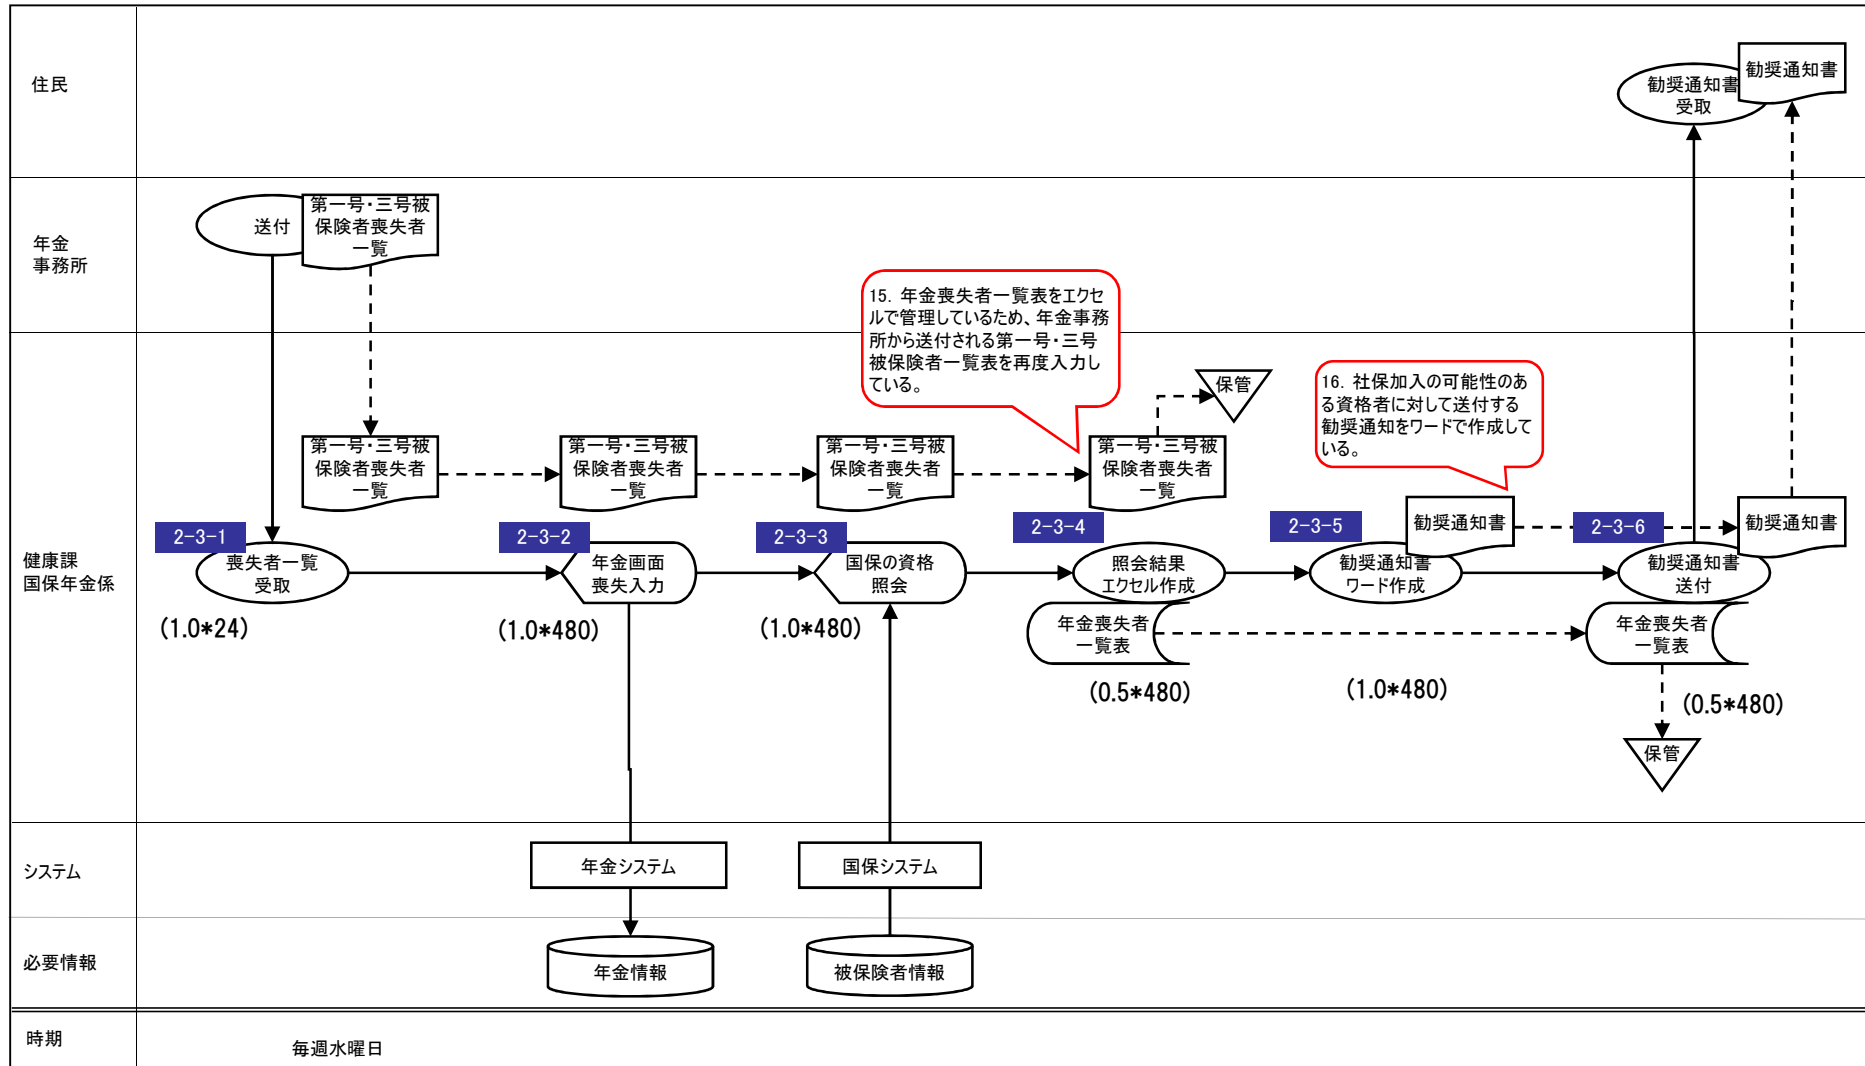 住民
勧奨通知書
受取
勧奨通知書
年金
事務所
送付
第一号・三号被
保険者喪失者
一覧
15. 年金喪失者一覧表をエクセ
ルで管理しているため、年金事務
所から送付される第一号・三号
被保険者一覧表を再度入力し
ている。
16. 社保加入の可能性のあ
る資格者に対して送付する
勧奨通知をワードで作成して
いる。
保管
健康課
国保年金係
第一号・三号被
保険者喪失者
一覧
第一号・三号被
保険者喪失者
一覧
第一号・三号被
保険者喪失者
一覧
第一号・三号被
保険者喪失者
一覧
勧奨通知書
勧奨通知書
2-3-1
喪失者一覧
受取
(1.0*24)
2-3-2
年金画面
喪失入力
(1.0*480)
2-3-3
国保の資格
照会
(1.0*480)
2-3-4
照会結果
エクセル作成
年金喪失者
一覧表
(0.5*480)
2-3-5
勧奨通知書
ワード作成
(1.0*480)
2-3-6
勧奨通知書
送付
年金喪失者
一覧表
(0.5*480)
保管
システム
年金システム
国保システム
必要情報
年金情報
被保険者情報
時期
毎週水曜日